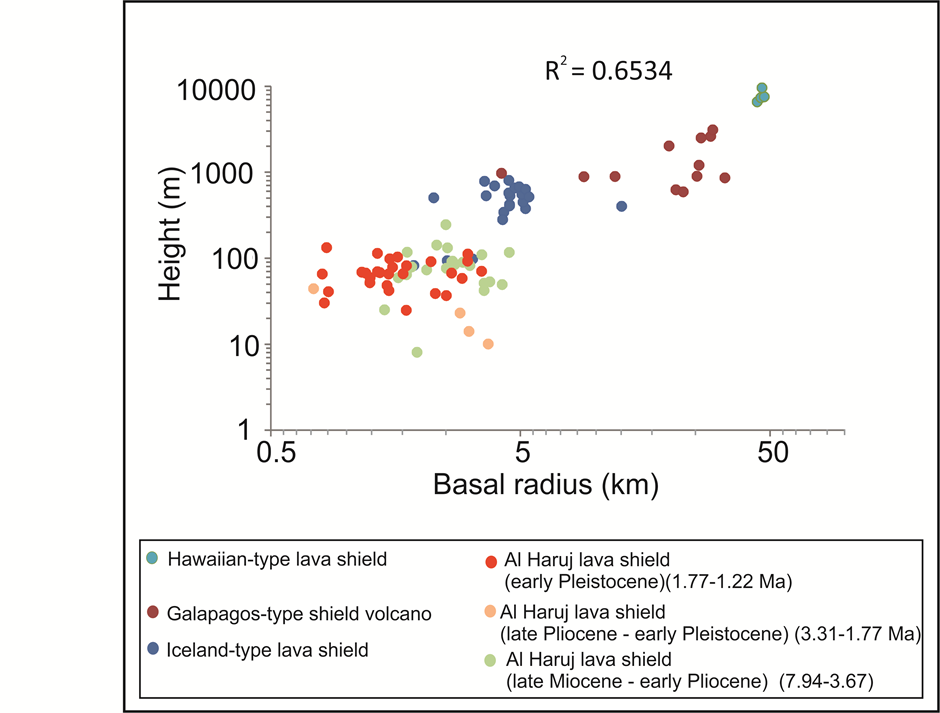 R² = 0.6534
10000
1000
100
10
1
Height (m)
0.5
5
50
Basal radius (km)
Hawaiian-type lava shield
Galapagos-type shield volcano
Iceland-type lava shield
Al Haruj lava shield
(early Pleistocene)(1.77-1.22 Ma)
Al Haruj lava shield
(late Pliocene - early Pleistocene) (3.31-1.77 Ma)
Al Haruj lava shield
(late Miocene - early Pliocene) (7.94-3.67)